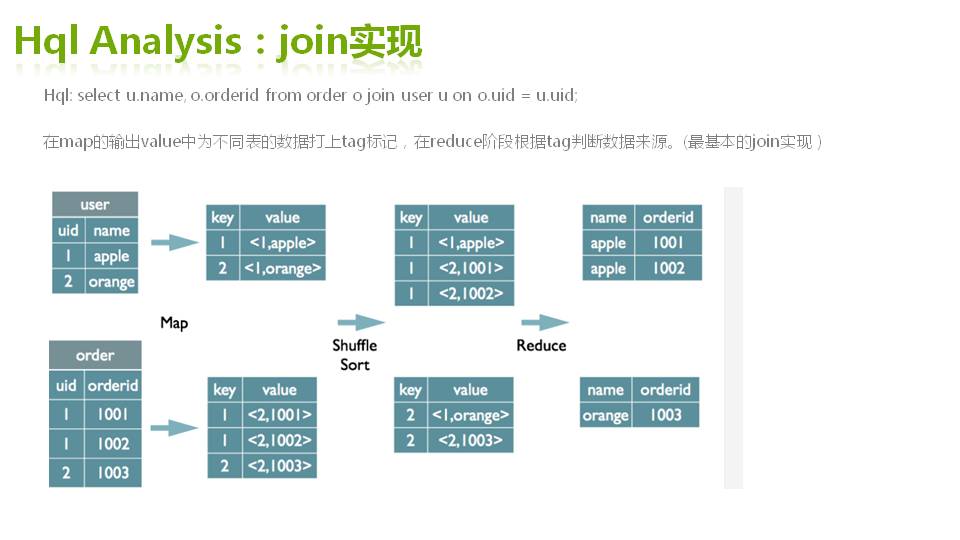 Hql Analysis：join实现
Hql: select u.name, o.orderid from order o join user u on o.uid = u.uid;
在map的输出value中为不同表的数据打上tag标记，在reduce阶段根据tag判断数据来源。(最基本的join实现）
user
uid name
1 apple
2 orange
key value
1 <1,apple>
2 <1,orange>
key value
1 <1,apple>
1 <2,1001>
1 <2,1002>
name orderid
apple 1001
apple 1002
Map
Shuffle
Sort
Reduce
order
uid orderid
1 1001
1 1002
2 1003
key value
1 <2,1001>
1 <2,1002>
2 <2,1003>
key value
2 <1,orange>
2 <2,1003>
name orderid
orange 1003